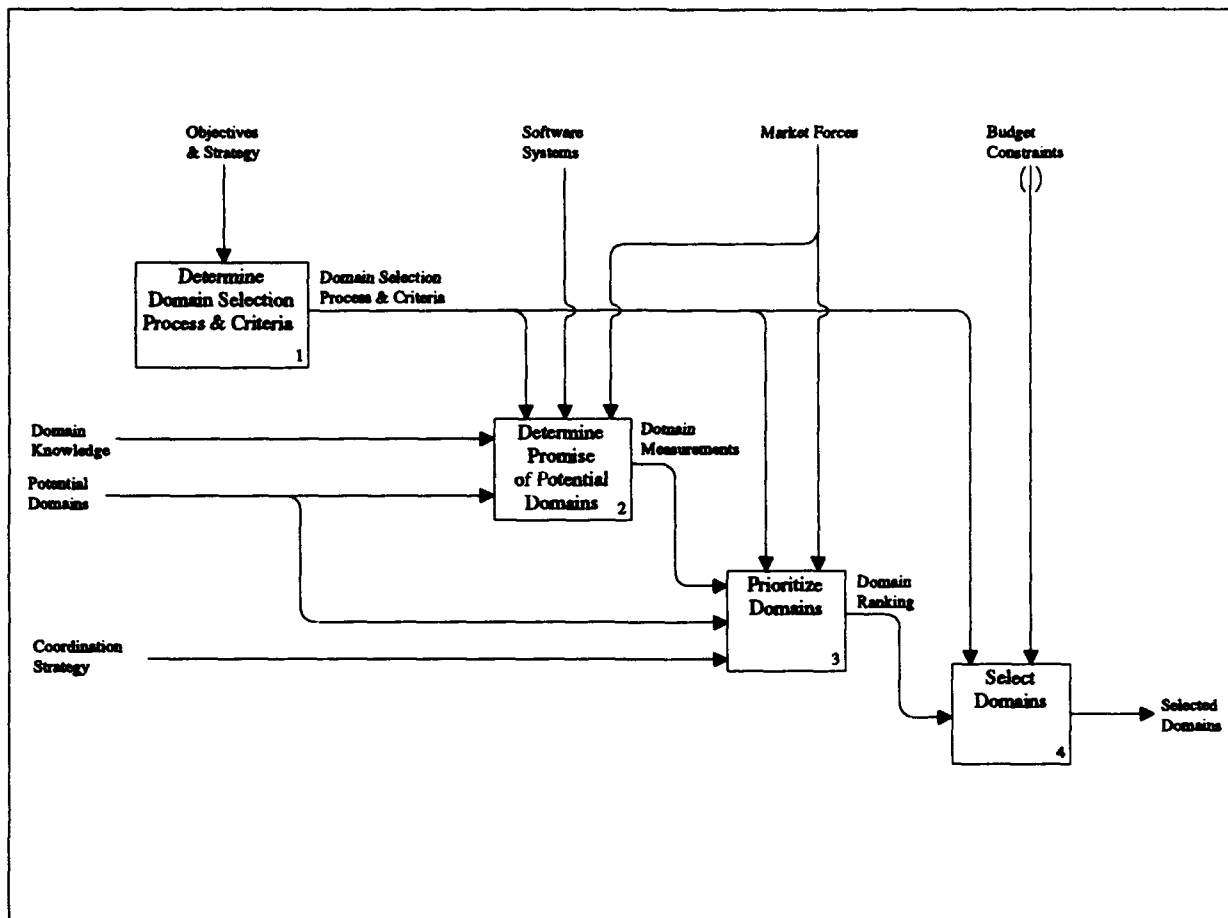 Objectives
& Strategy
Software
Systems
Market Forces
Budget
Constraints
( )
Determine
Domain Selection
Process & Criteria
1
Domain Selection
Process & Criteria
Domain
Knowledge
Potential
Domains
Determine
Promise
of Potential
Domains
2
Domain
Measurements
Coordination
Strategy
Prioritize
Domains
3
Domain
Ranking
Select
Domains
4
Selected
Domains